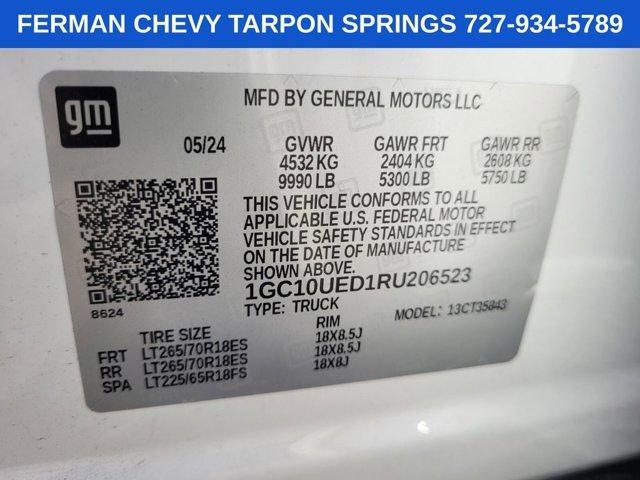 FERMAN CHEVY TARPON SPRINGS 727-934-5789
gm
MFD BY GENERAL MOTORS LLC
05/24 GVWR GAWR FRT GAWR RR
4532 KG 2404 KG 2608 KG
9990 LB 5300 LB 5750 LB
THIS VEHICLE CONFORMS TO ALL
APPLICABLE U.S. FEDERAL MOTOR
VEHICLE SAFETY STANDARDS IN EFFECT
ON THE DATE OF MANUFACTURE
SHOWN ABOVE.
1GC10UED1RU206523
8624
TYPE: TRUCK MODEL: 13CT35843
TIRE SIZE RIM
FRT LT265/70R18ES 18X8.5J
RR LT265/70R18ES 18X8.5J
SPA LT225/65R18FS 18X8J